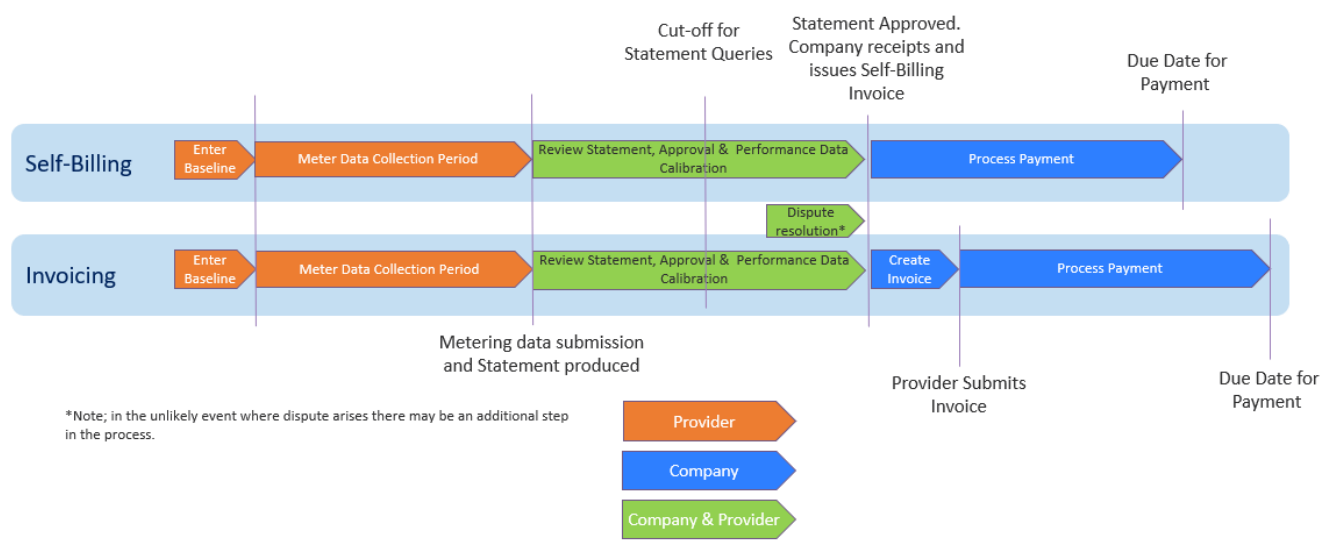 Cut-off for
Statement Queries
Statement Approved.
Company receipts and
issues Self-Billing
Invoice
Due Date for
Payment
Self-Billing
Enter
Baseline
Meter Data Collection Period
Review Statement, Approval & Performance Data
Calibration
Process Payment
Dispute
resolution*
Invoicing
Enter
Baseline
Meter Data Collection Period
Review Statement, Approval & Performance Data
Calibration
Create
Invoice
Process Payment
Metering data submission
and Statement produced
Provider Submits
Invoice
Due Date for
Payment
*Note; in the unlikely event where dispute arises there may be an additional step
in the process.
Provider
Company
Company & Provider